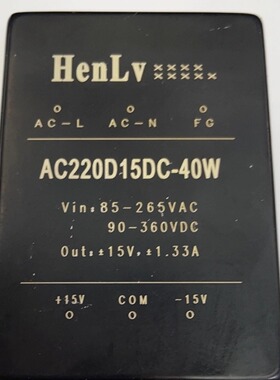 HenLv
AC-L AC-N FG
AC220D15DC-40W
Vin: 85-265VAC
90-360VDC
Out: ±15V, ±1.33A
+15V COM -15V